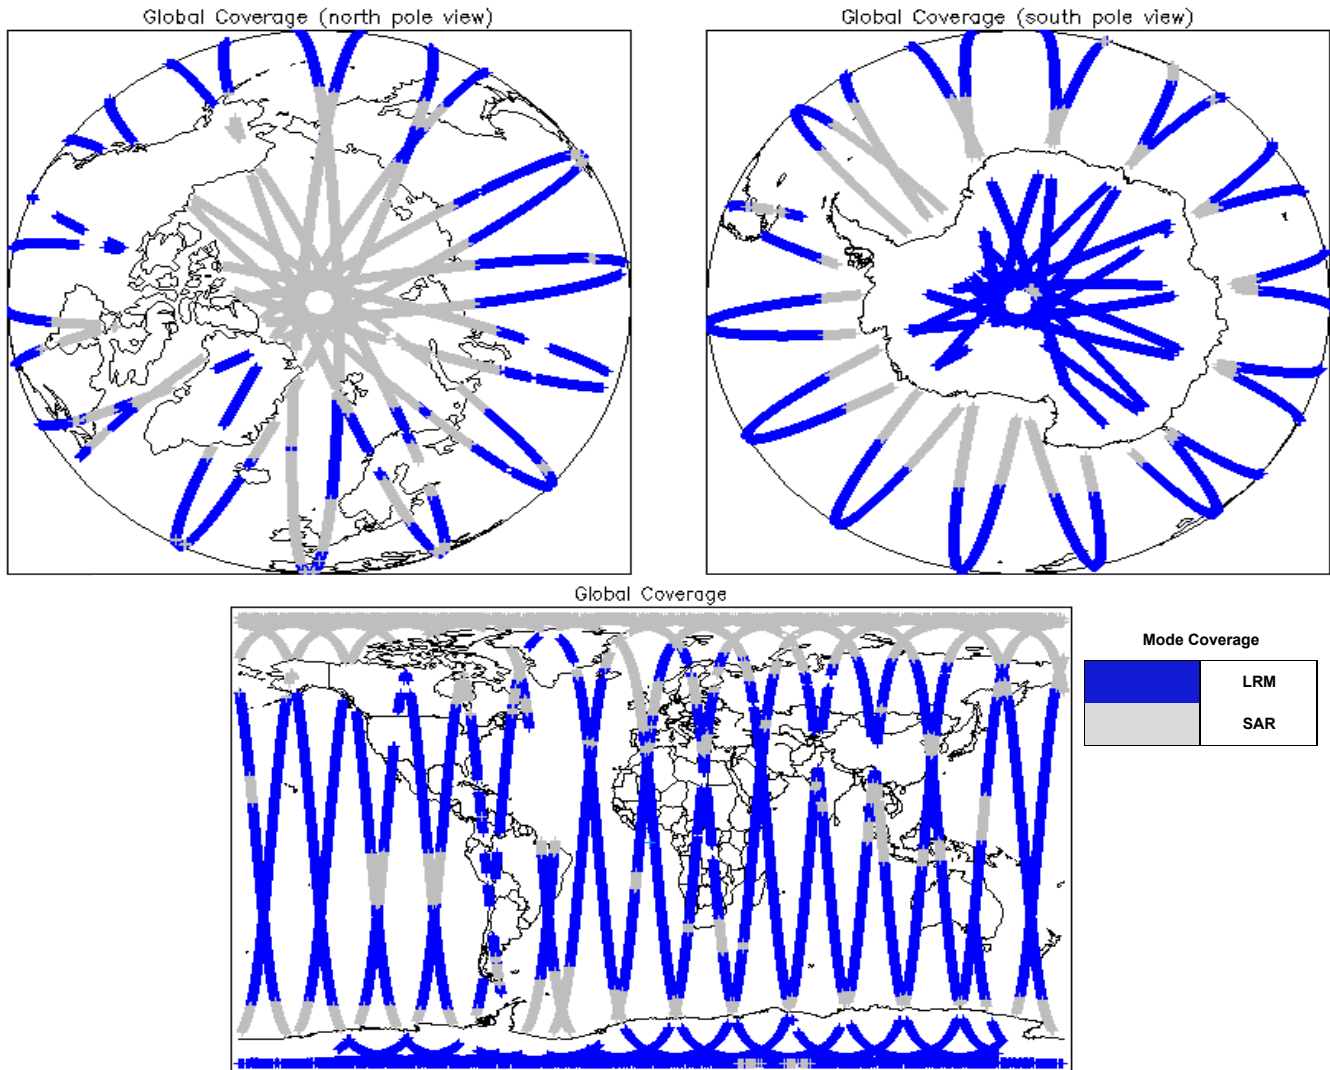 Global Coverage (north pole view)
Global Coverage (south pole view)
Global Coverage
Mode Coverage
LRM
SAR